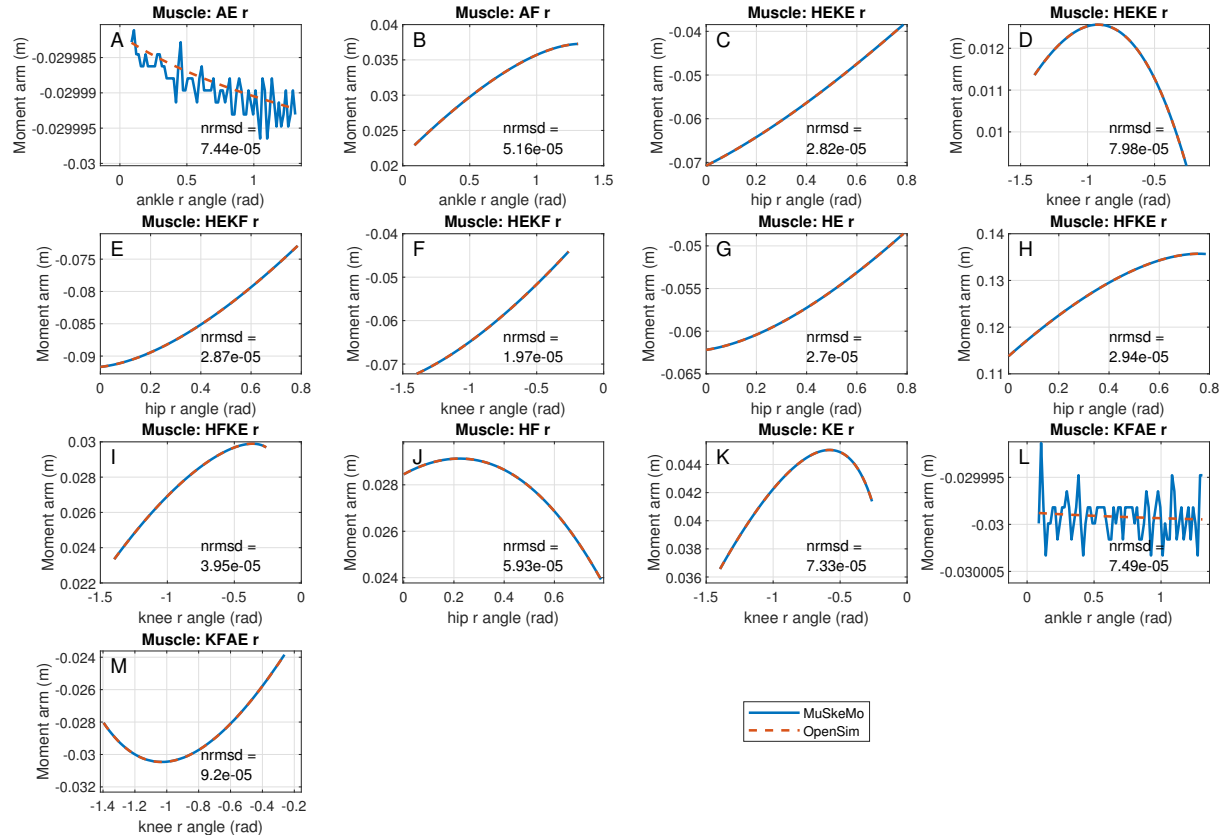 Muscle: AE r
A
Moment arm (m)
-0.029985
-0.02999
-0.029995
-0.03
nrmsd =
7.44e-05
0
0.5
1
ankle r angle (rad)
Muscle: AF r
B
Moment arm (m)
0.04
0.035
0.03
0.025
0.02
nrmsd =
5.16e-05
0
0.5
1
1.5
ankle r angle (rad)
Muscle: HEKE r
C
Moment arm (m)
-0.04
-0.05
-0.06
-0.07
nrmsd =
2.82e-05
0
0.2
0.4
0.6
0.8
hip r angle (rad)
Muscle: HEKE r
D
Moment arm (m)
0.0112
0.01
nrmsd =
7.98e-05
-1.5
-1
-0.5
knee r angle (rad)
Muscle: HEKF r
E
Moment arm (m)
-0.075
-0.08
-0.085
-0.09
nrmsd =
2.87e-05
0
0.2
0.4
0.6
0.8
hip r angle (rad)
Muscle: HEKF r
F
Moment arm (m)
-0.04
-0.05
-0.06
-0.07
nrmsd =
1.97e-05
-1.5
-1
-0.5
0
knee r angle (rad)
Muscle: HE r
G
Moment arm (m)
-0.05
-0.055
-0.06
-0.065
nrmsd =
2.7e-05
0
0.2
0.4
0.6
0.8
hip r angle (rad)
Muscle: HFKE r
H
Moment arm (m)
0.14
0.13
0.12
0.11
nrmsd =
2.94e-05
0
0.2
0.4
0.6
0.8
hip r angle (rad)
Muscle: HFKE r
I
Moment arm (m)
0.03
0.028
0.026
0.024
0.022
nrmsd =
3.95e-05
-1.5
-1
-0.5
0
knee r angle (rad)
Muscle: HF r
J
Moment arm (m)
0.028
0.026
0.024
nrmsd =
5.93e-05
0
0.2
0.4
0.6
hip r angle (rad)
Muscle: KE r
K
Moment arm (m)
0.044
0.042
0.04
0.038
0.036
nrmsd =
7.33e-05
-1.5
-1
-0.5
0
knee r angle (rad)
Muscle: KFAE r
L
Moment arm (m)
-0.029995
-0.03
-0.030005
nrmsd =
7.49e-05
0
0.5
1
ankle r angle (rad)
Muscle: KFAE r
M
Moment arm (m)
-0.024
-0.026
-0.028
-0.03
-0.032
nrmsd =
9.2e-05
-1.4
-1.2
-1
-0.8
-0.6
-0.4
-0.2
knee r angle (rad)
MuSkeMo
OpenSim